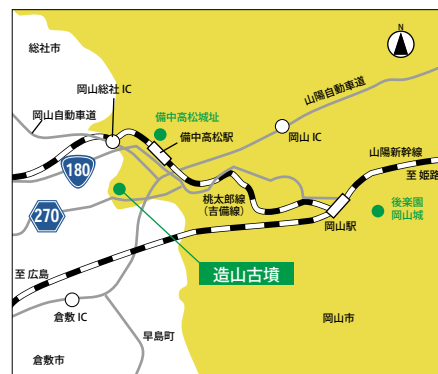 N
総社市
岡山総社 IC
岡山自動車道
備中高松城址
備中高松駅
山陽自動車道
岡山 IC
180
山陽新幹線
至 姫路
270
桃太郎線
（吉備線）
岡山駅
後楽園
岡山城
至 広島
造山古墳
倉敷 IC
早島町
岡山市
倉敷市